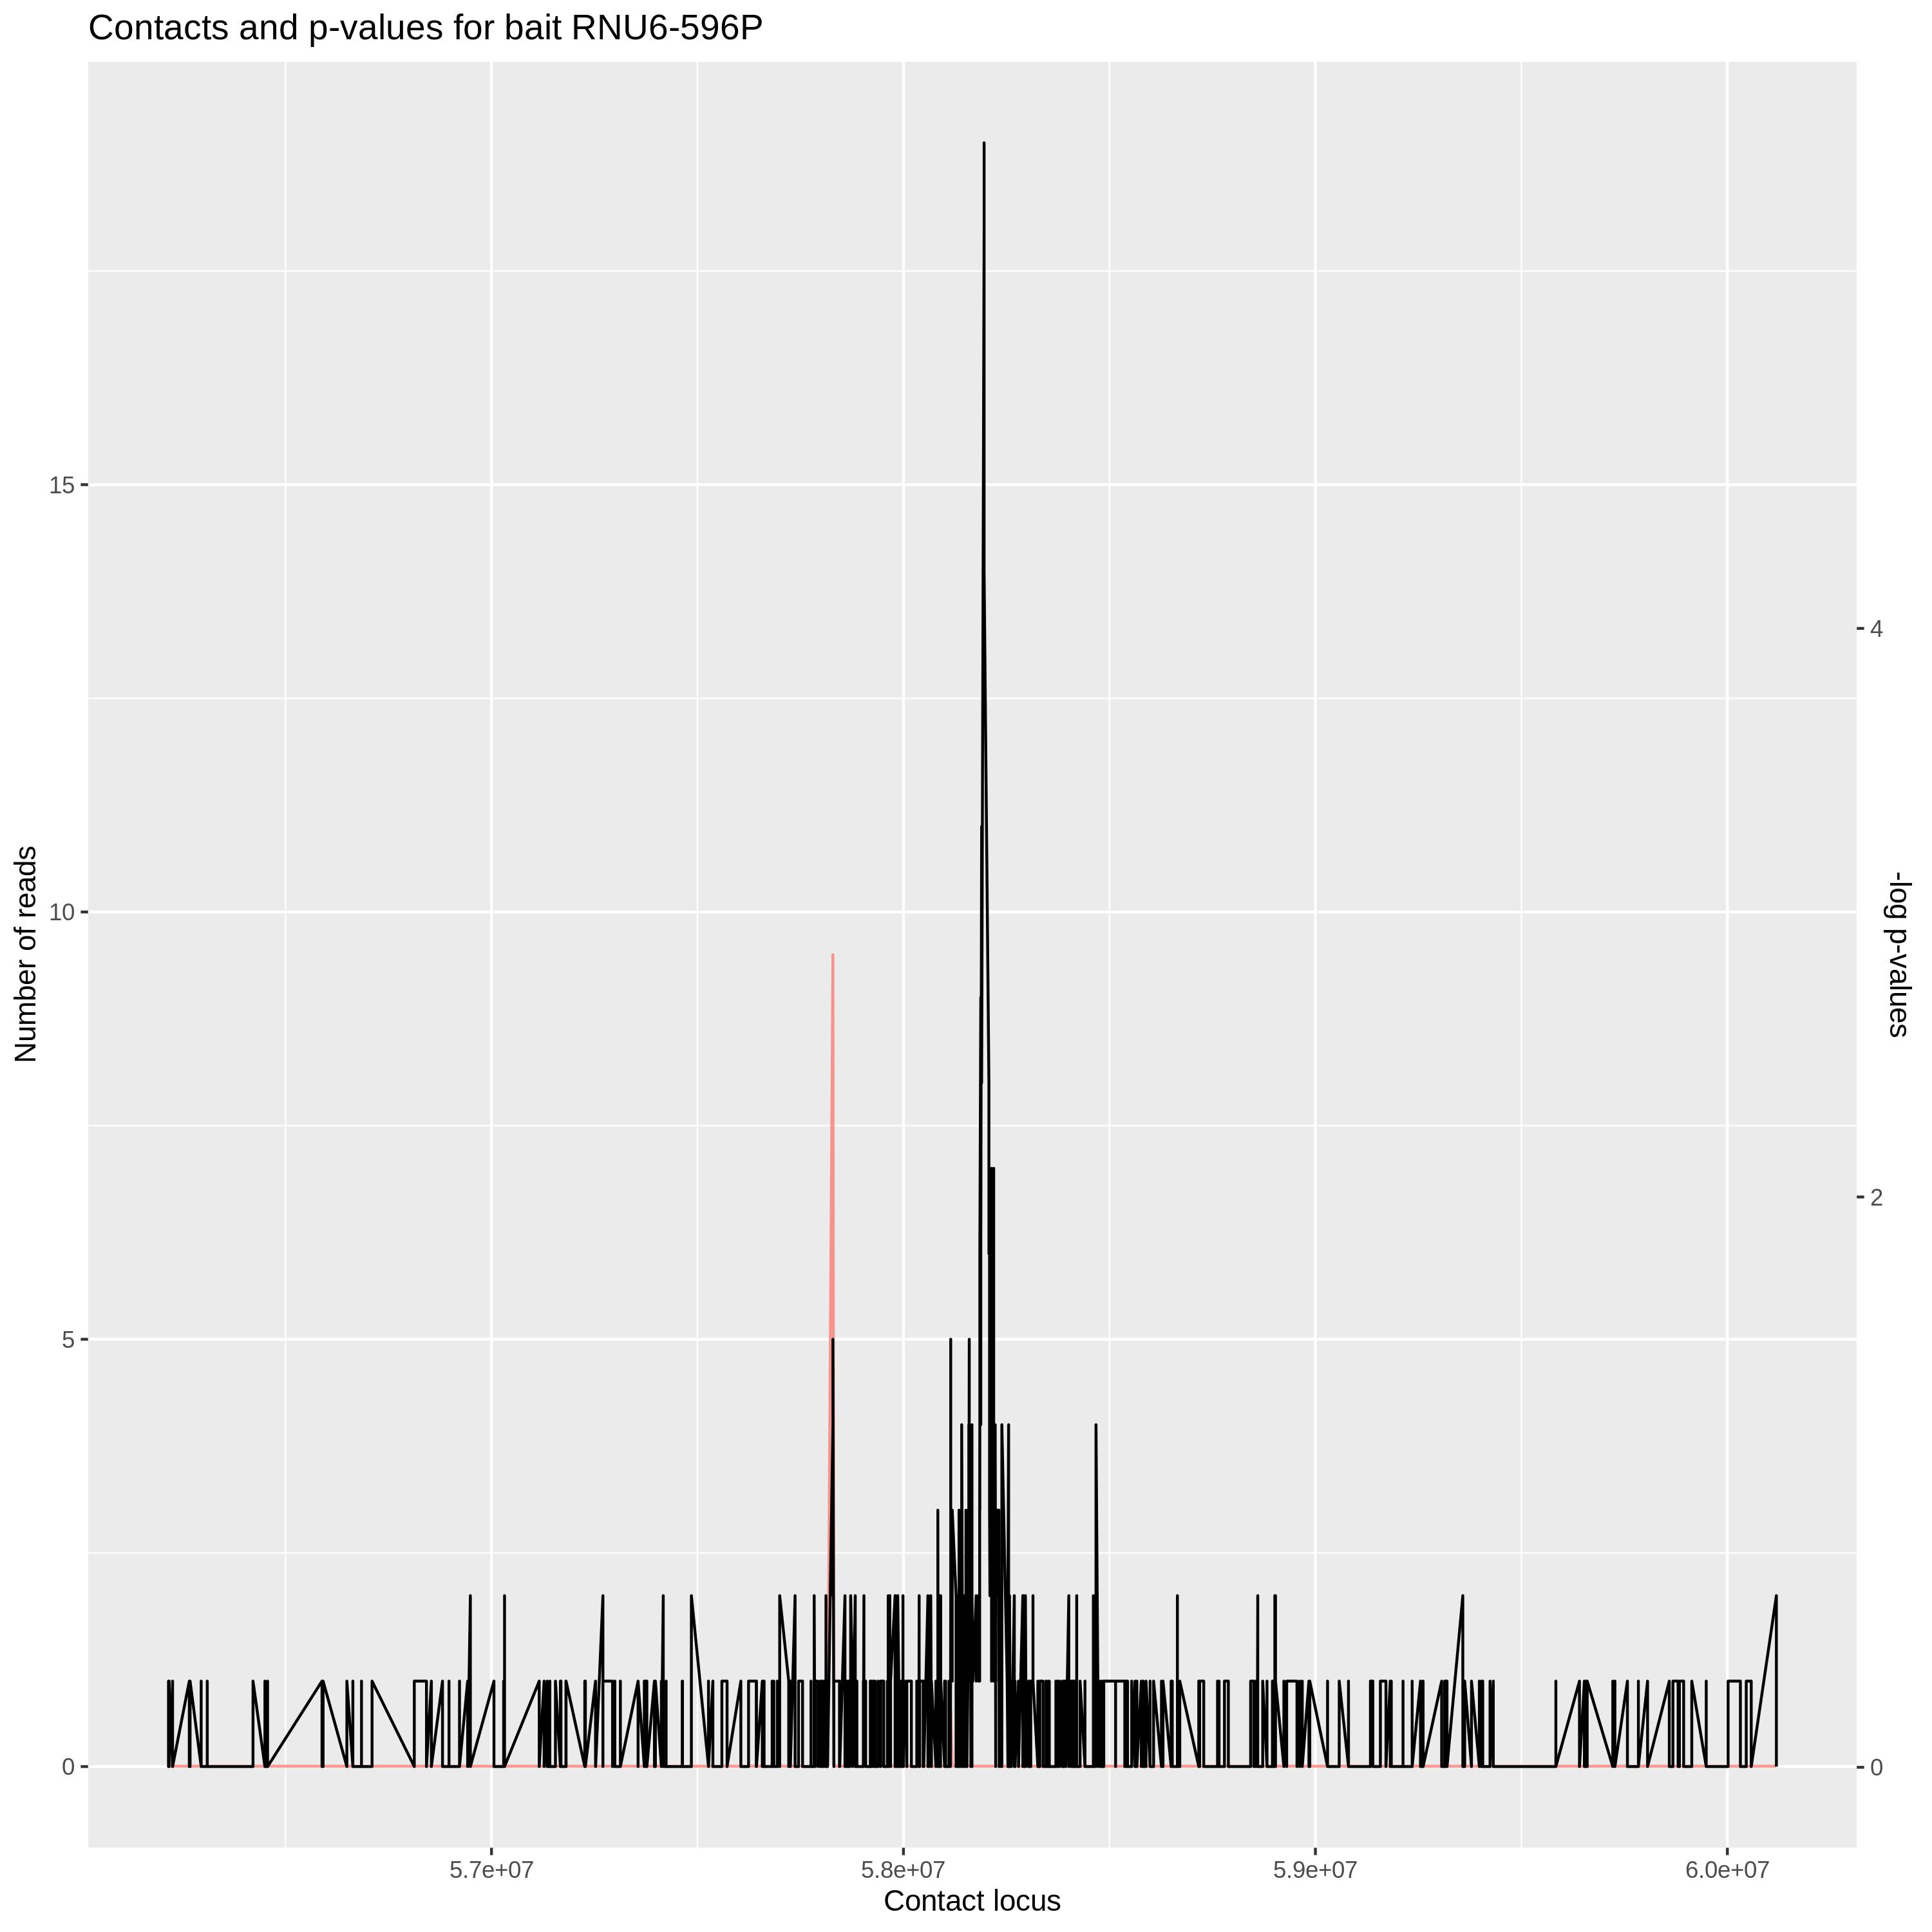 Contacts and p-values for bait RNU6-596P
15
10
5
0
Number of reads
4
2
0
-log p-values
5.7e+07
5.8e+07
5.9e+07
6.0e+07
Contact locus